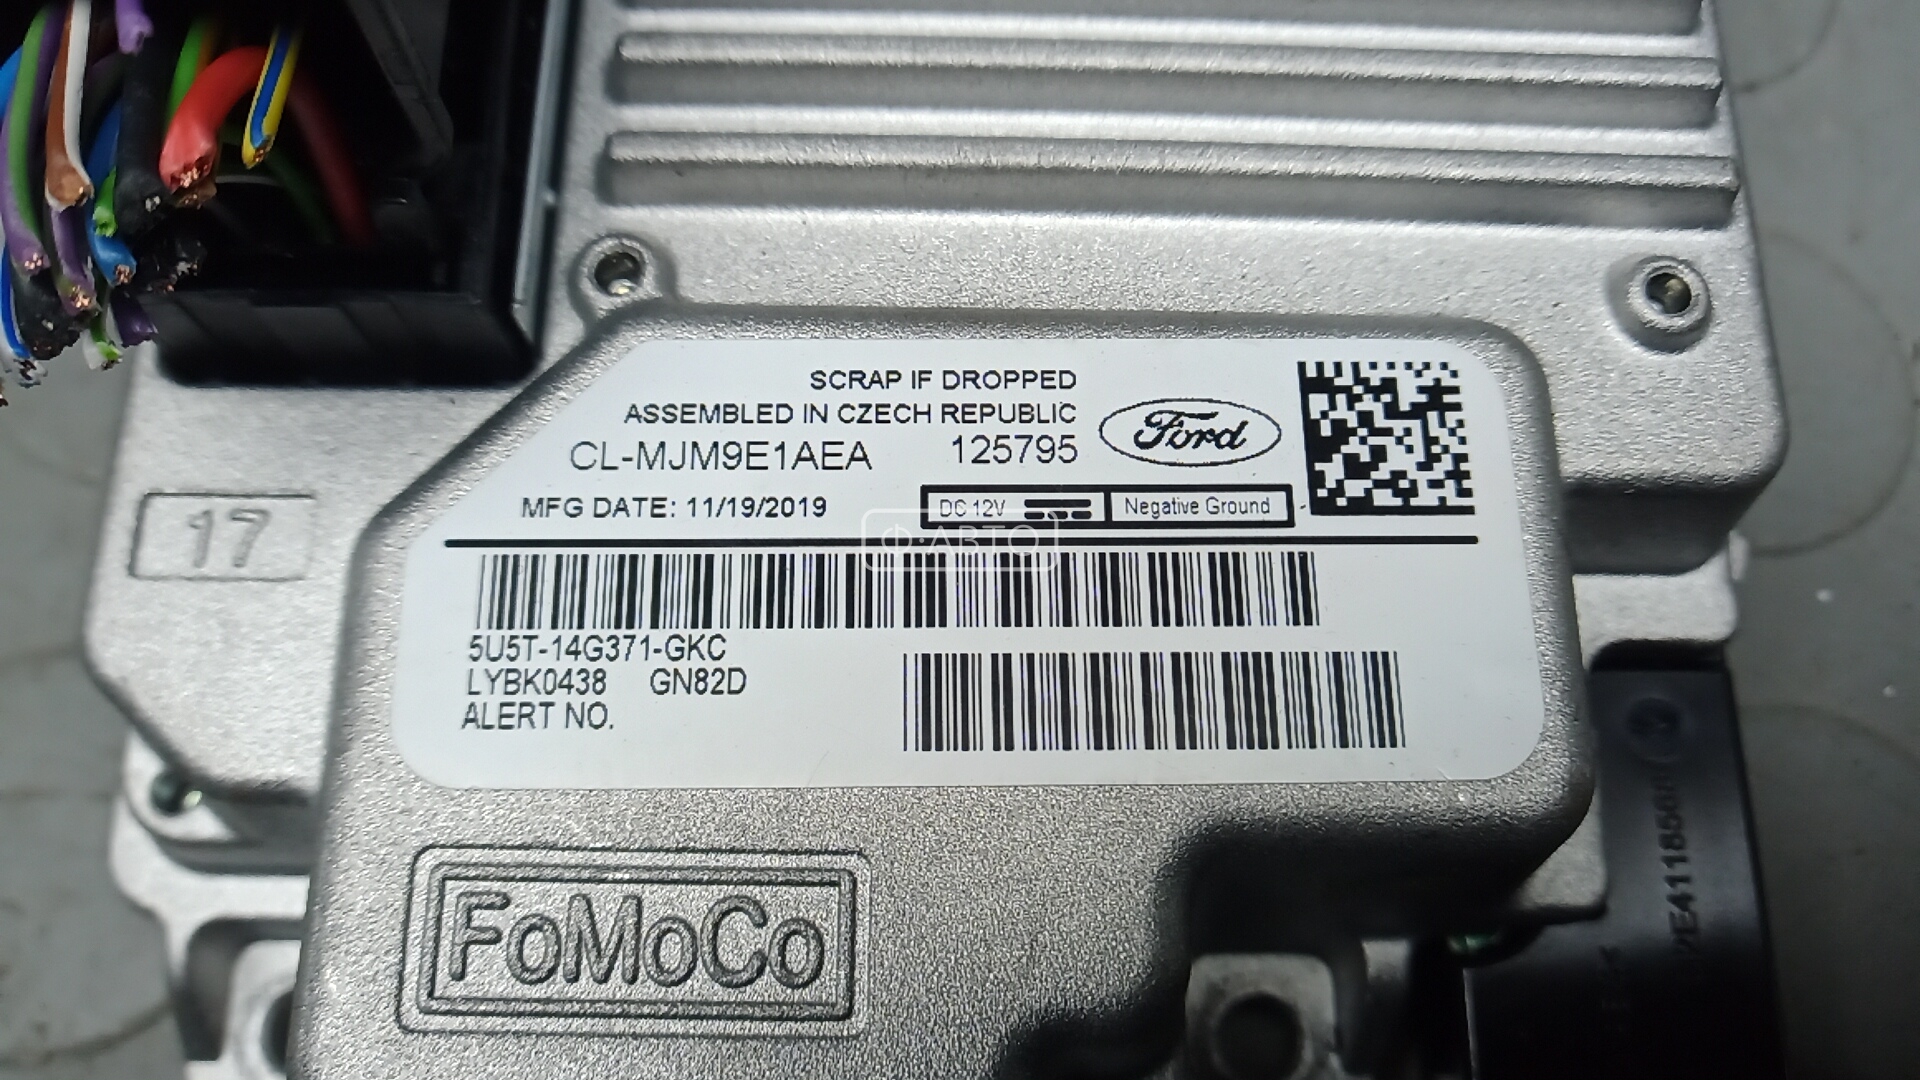 SCRAP IF DROPPED
ASSEMBLED IN CZECH REPUBLIC
CL-MJM9E1AEA 125795
Ford
MFG DATE: 11/19/2019
DC 12V Negative Ground
Ф·АВТО
17
5U5T-14G371-GKC
LYBK0438 GN82D
ALERT NO.
FoMoCo